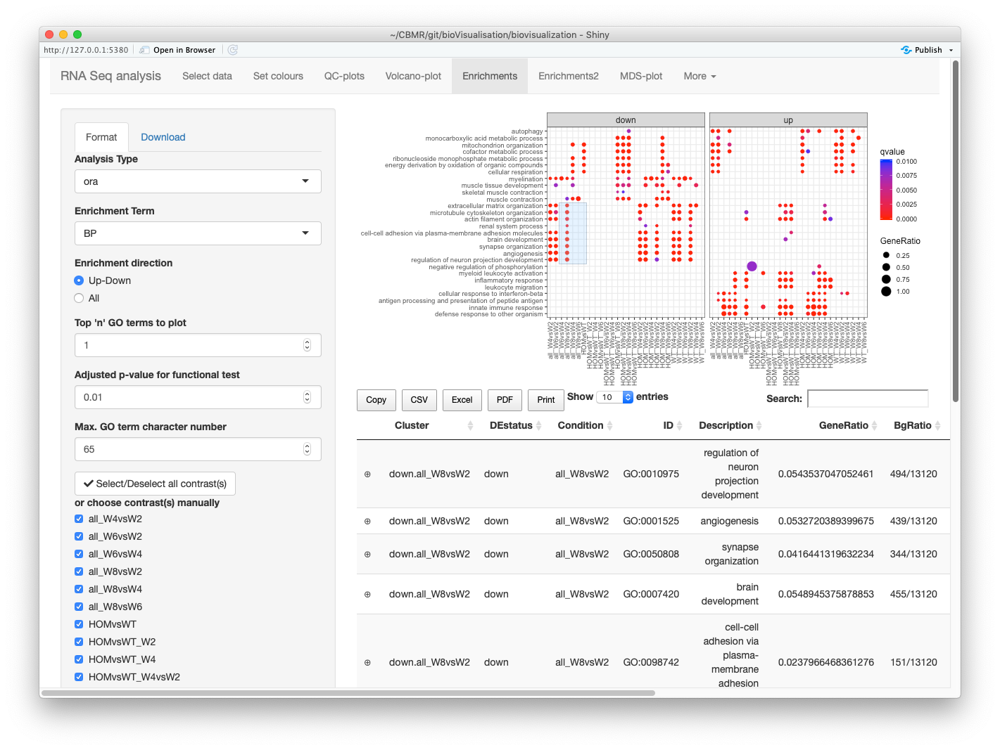 ~/CBMR/git/bioVisualisation/biovisualization - Shiny
http://127.0.0.1:5380 Open in Browser Publish
RNA Seq analysis Select data Set colours QC-plots Volcano-plot Enrichments Enrichments2 MDS-plot More
Format Download
Analysis Type
ora
Enrichment Term
BP
Enrichment direction
Up-Down
All
Top 'n' GO terms to plot
1
Adjusted p-value for functional test
0.01
Max. GO term character number
65
Select/Deselect all contrast(s)
or choose contrast(s) manually
all_W4vsW2
all_W6vsW2
all_W6vsW4
all_W8vsW2
all_W8vsW4
all_W8vsW6
HOMvsWT
HOMvsWT_W2
HOMvsWT_W4
HOMvsWT_W4vsW2
down up
autophagy
monocarboxylic acid metabolic process
mitochondrion organization
cofactor metabolic process
ribonucleoside monophosphate metabolic process
energy derivation by oxidation of organic compounds
cellular respiration
myelination
muscle tissue development
skeletal muscle contraction
muscle contraction
extracellular matrix organization
microtubule cytoskeleton organization
actin filament organization
renal system process
cell-cell adhesion via plasma-membrane adhesion molecules
brain development
synapse organization
angiogenesis
regulation of neuron projection development
negative regulation of phosphorylation
myeloid leukocyte activation
inflammatory response
leukocyte migration
cellular response to interferon-beta
antigen processing and presentation of peptide antigen
innate immune response
defense response to other organism
qvalue
0.0100
0.0075
0.0050
0.0025
0.0000
GeneRatio
0.25
0.50
0.75
1.00
Copy CSV Excel PDF Print Show 10 entries Search:
Cluster DEstatus Condition ID Description GeneRatio BgRatio
down.all_W8vsW2 down all_W8vsW2 GO:0010975 regulation of neuron projection development 0.0543537047052461 494/13120
down.all_W8vsW2 down all_W8vsW2 GO:0001525 angiogenesis 0.0532720389399675 439/13120
down.all_W8vsW2 down all_W8vsW2 GO:0050808 synapse organization 0.0416441319632234 344/13120
down.all_W8vsW2 down all_W8vsW2 GO:0007420 brain development 0.0548945375878853 455/13120
down.all_W8vsW2 down all_W8vsW2 GO:0098742 cell-cell adhesion via plasma-membrane adhesion 0.0237966468361276 151/13120